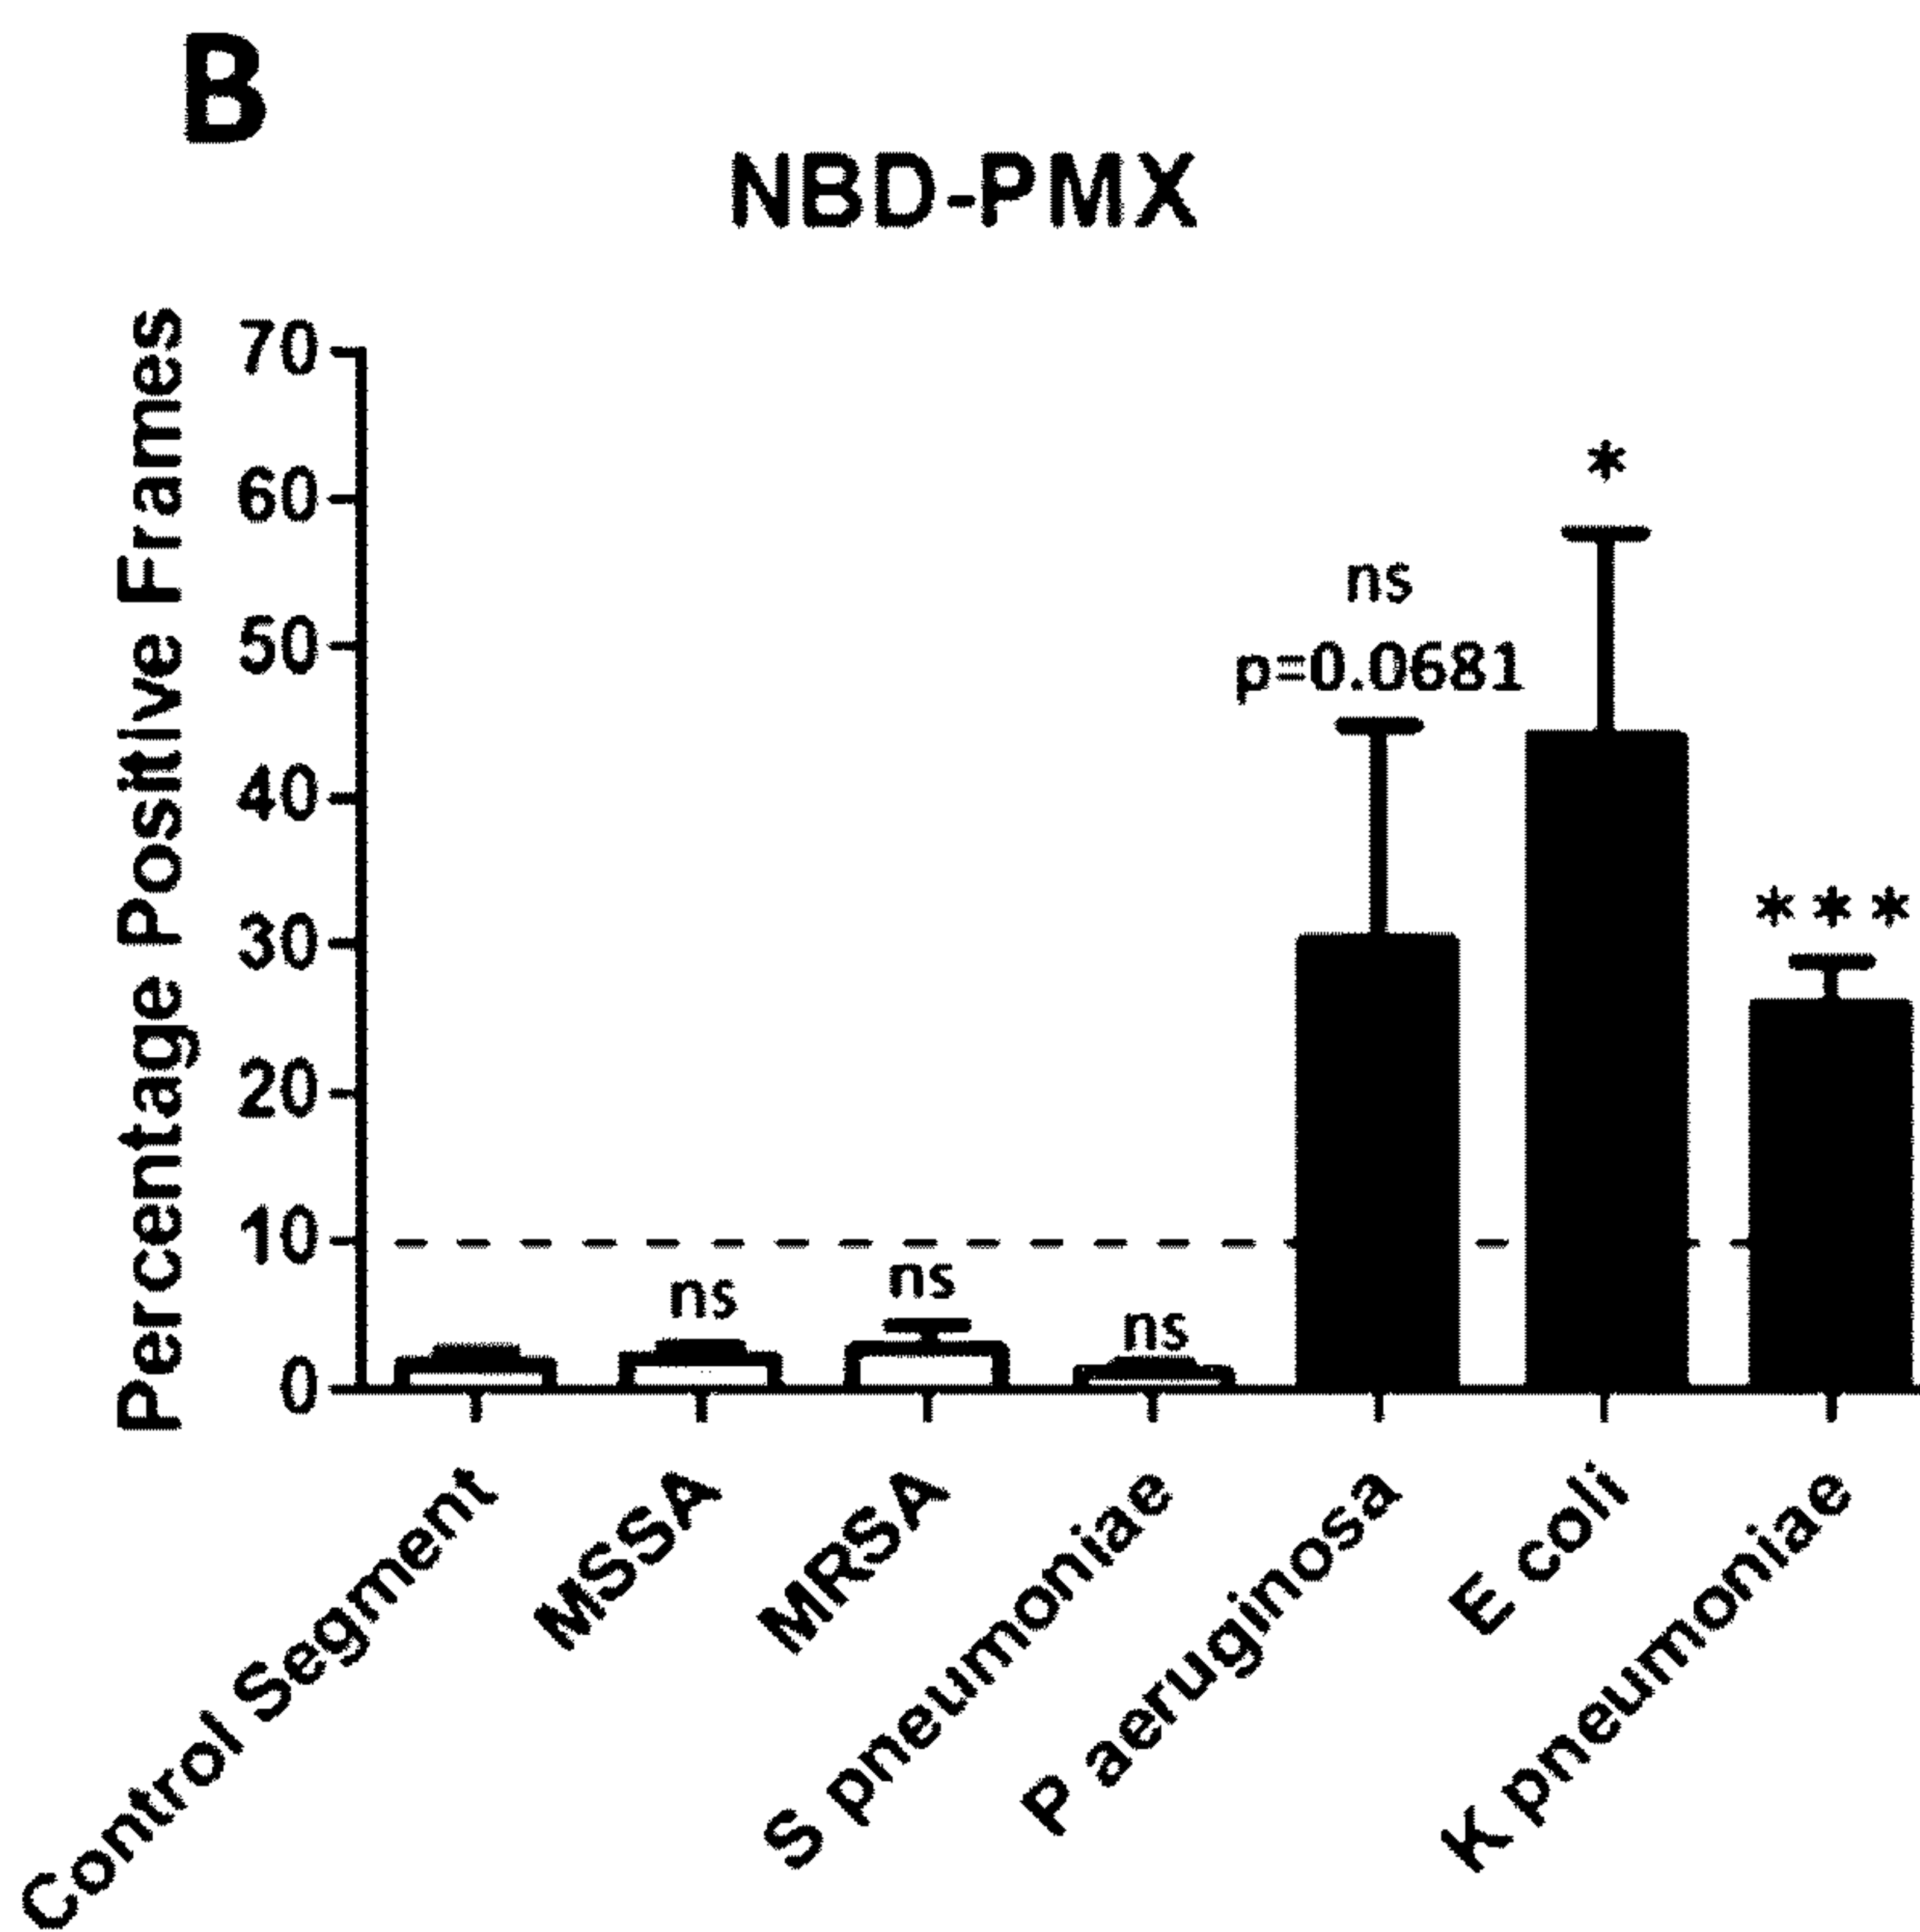 B
NBD-PMX
Percentage Positive Frames
70
60
50
40
30
20
10
0
*
ns
p=0.0681
***
ns
ns
ns
Control Segment
MSSA
MRSA
S pneumoniae
P aeruginosa
E coli
K pneumoniae